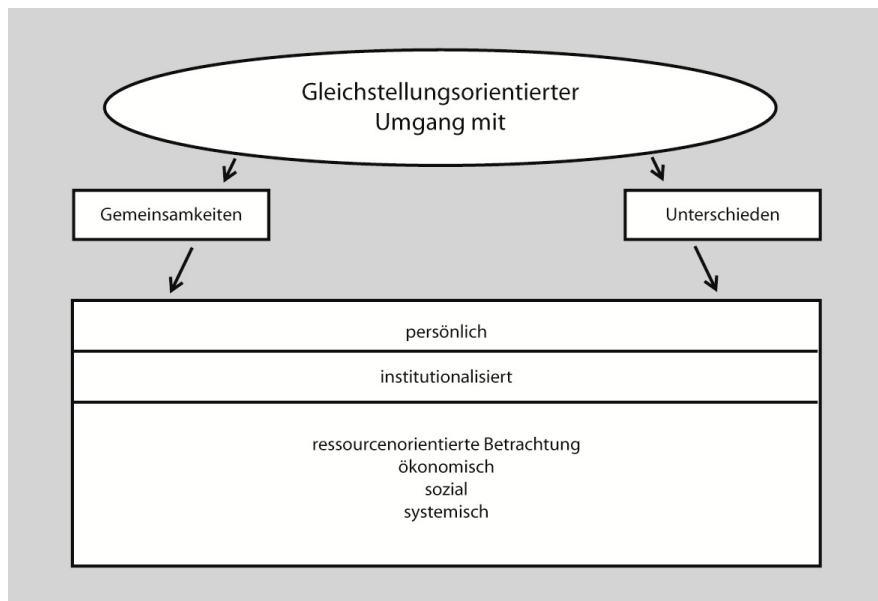 Gleichstellungsorientierter
Umgang mit
Gemeinsamkeiten
Unterschieden
persönlich
institutionalisiert
ressourcenorientierte Betrachtung
ökonomisch
sozial
systemisch